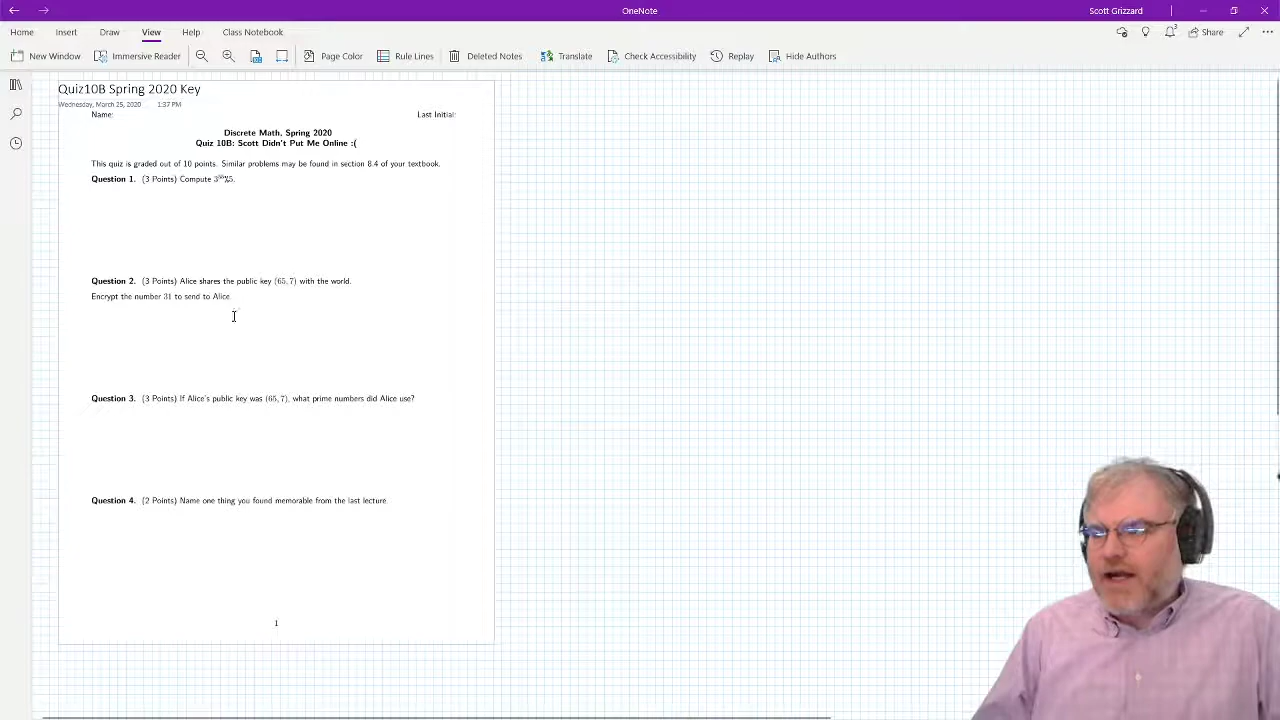 OneNote
Scott Grizzard
Home Insert Draw View Help Class Notebook
3
Share
New Window Immersive Reader Page Color Rule Lines Deleted Notes Translate Check Accessibility Replay Hide Authors
Quiz10B Spring 2020 Key
Wednesday, March 25, 2020 1:37 PM
Name: Last Initial:
Discrete Math, Spring 2020
Quiz 10B: Scott Didn't Put Me Online :(
This quiz is graded out of 10 points. Similar problems may be found in section 8.4 of your textbook.
Question 1. (3 Points) Compute
Question 2. (3 Points) Alice shares the public key (65, 7) with the world.
Encrypt the number 31 to send to Alice
Question 3. (3 Points) If Alice's public key was (65, 7), what prime numbers did Alice use?
Question 4. (2 Points) Name one thing you found memorable from the last lecture.
1